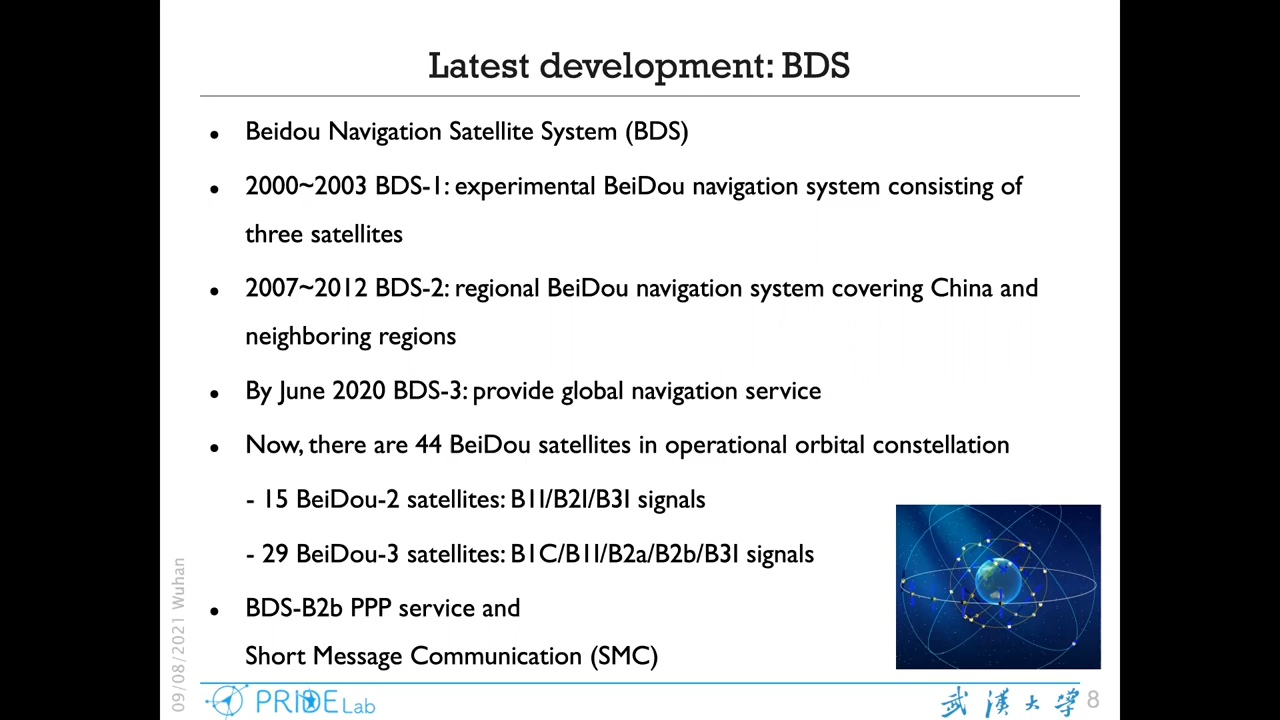 Latest development: BDS
• Beidou Navigation Satellite System (BDS)
• 2000~2003 BDS-1: experimental BeiDou navigation system consisting of
three satellites
• 2007~2012 BDS-2: regional BeiDou navigation system covering China and
neighboring regions
• By June 2020 BDS-3: provide global navigation service
• Now, there are 44 BeiDou satellites in operational orbital constellation
- 15 BeiDou-2 satellites: B1I/B2I/B3I signals
- 29 BeiDou-3 satellites: B1C/B1I/B2a/B2b/B3I signals
• BDS-B2b PPP service and
Short Message Communication (SMC)
09/08/2021 Wuhan
PRIDE Lab
武漢大学
8